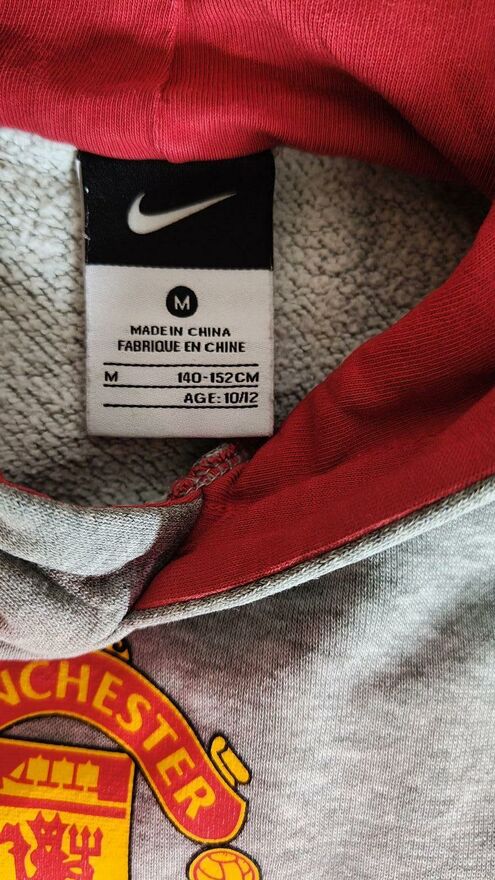 M
MADE IN CHINA
FABRIQUE EN CHINE
M 140-152CM
AGE: 10/12
NCHESTER